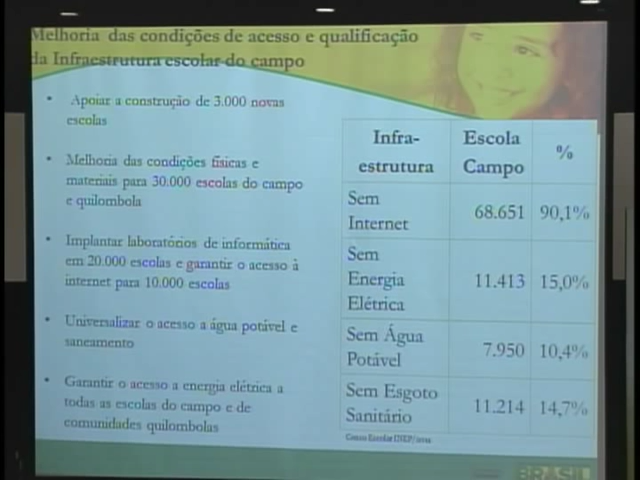 Melhoria das condições de acesso e qualificação
da Infraestrutura escolar do campo
• Apoiar a construção de 3.000 novas
escolas
• Melhoria das condições físicas e
materiais para 30.000 escolas do campo
e quilombola
• Implantar laboratórios de informática
em 20.000 escolas e garantir o acesso à
internet para 10.000 escolas
• Universalizar o acesso a água potável e
saneamento
• Garantir o acesso a energia elétrica a
todas as escolas do campo e de
comunidades quilombolas
Infra-
estrutura
Escola
Campo
%
Sem
Internet
68.651
90,1%
Sem
Energia
Elétrica
11.413
15,0%
Sem Água
Potável
7.950
10,4%
Sem Esgoto
Sanitário
11.214
14,7%
Censo Escolar INEP/
BRASIL